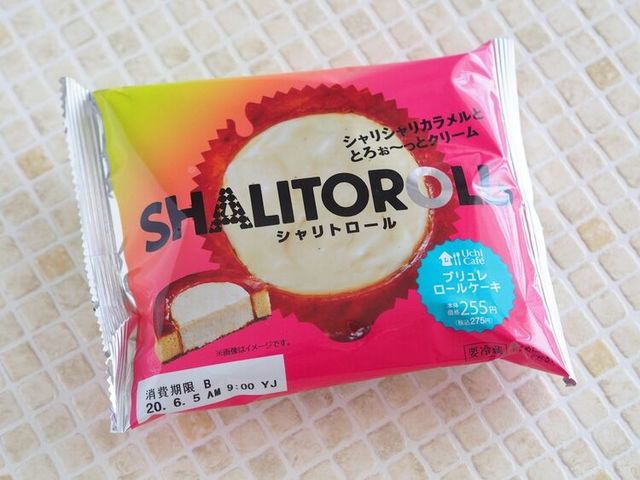 シャリシャリカラメルと
とろぉ〜っとクリーム
SHALITOROLL
シャリトロール
Uchi
Café
ブリュレ
ロールケーキ
本体
価格 255円
(税込275円)
※画像はイメージです。
要冷蔵
消費期限 B
20. 6. 5 AM 9:00 YJ